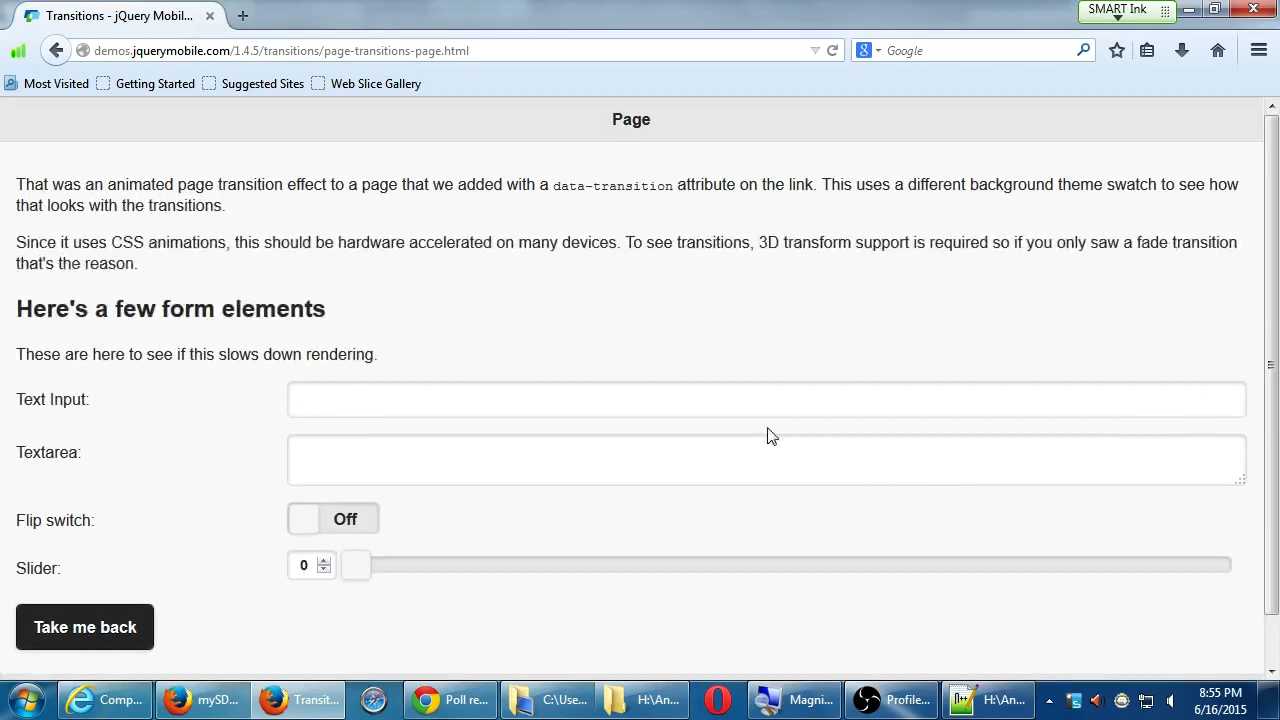 Transitions - jQuery Mobil...
SMART Ink
demos.jquerymobile.com/1.4.5/transitions/page-transitions-page.html
Google
Most Visited
Getting Started
Suggested Sites
Web Slice Gallery
Page
That was an animated page transition effect to a page that we added with a data-transition attribute on the link. This uses a different background theme swatch to see how
that looks with the transitions.
Since it uses CSS animations, this should be hardware accelerated on many devices. To see transitions, 3D transform support is required so if you only saw a fade transition
that's the reason.
Here's a few form elements
These are here to see if this slows down rendering.
Text Input:
Textarea:
Flip switch:
Off
Slider:
0
Take me back
Comp...
mySD...
Transit...
Poll re...
C:\Use...
H:\An...
Magni...
Profile...
H:\An...
8:55 PM
6/16/2015